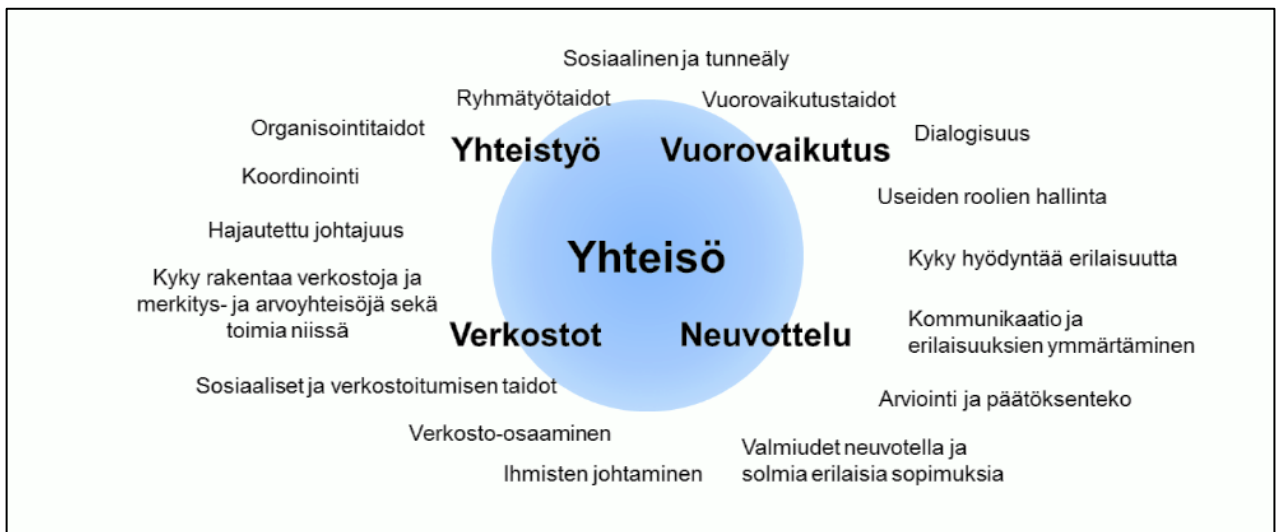 Sosiaalinen ja tunneäly
Ryhmätyötaidot
Vuorovaikutustaidot
Organisointitaidot
Dialogisuus
Yhteistyö
Vuorovaikutus
Koordinointi
Useiden roolien hallinta
Hajautettu johtajuus
Yhteisö
Kyky hyödyntää erilaisuutta
Kyky rakentaa verkostoja ja
merkitys- ja arvoyhteisöjä sekä
toimia niissä
Verkostot
Neuvottelu
Kommunikaatio ja
erilaisuuksien ymmärtäminen
Sosiaaliset ja verkostoitumisen taidot
Arviointi ja päätöksenteko
Verkosto-osaaminen
Valmiudet neuvotella ja
solmia erilaisia sopimuksia
Ihmisten johtaminen